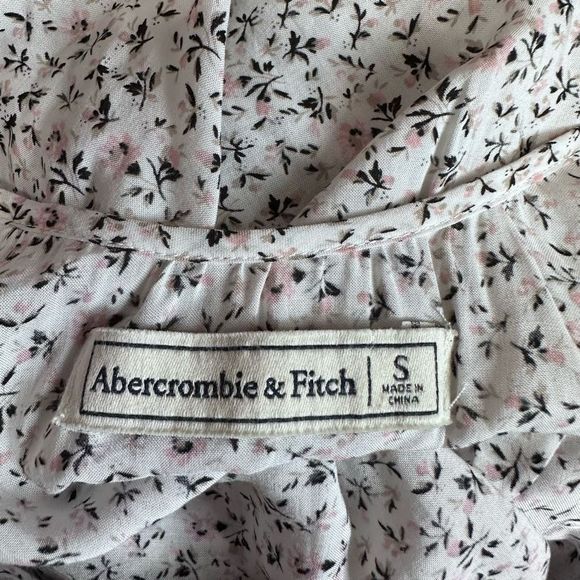 Abercrombie & Fitch
S
MADE IN
CHINA